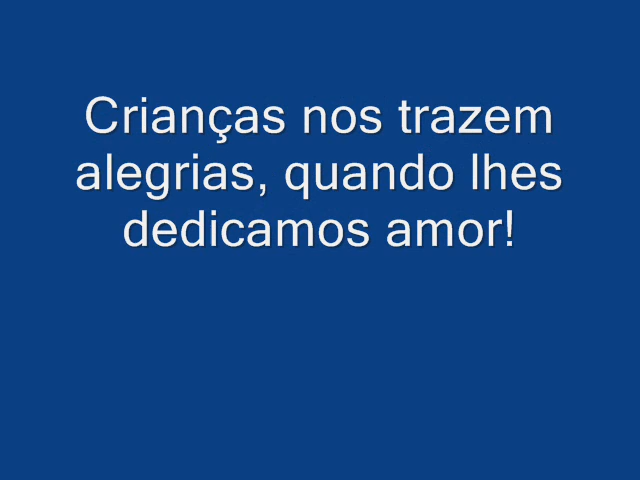 Crianças nos trazem
alegrias, quando lhes
dedicamos amor!